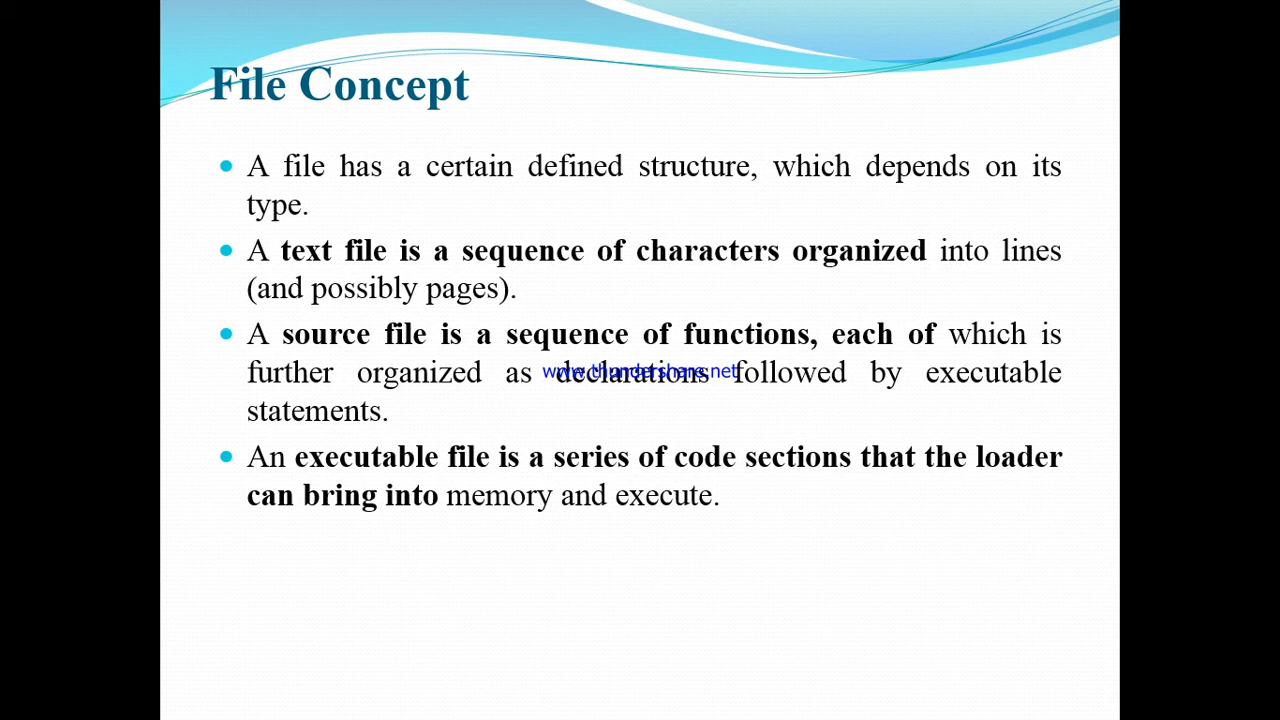 File Concept
A file has a certain defined structure, which depends on its
type.
A text file is a sequence of characters organized into lines
(and possibly pages).
A source file is a sequence of functions, each of which is
further organized as declarations followed by executable
www.thundershare.net
statements.
An executable file is a series of code sections that the loader
can bring into memory and execute.